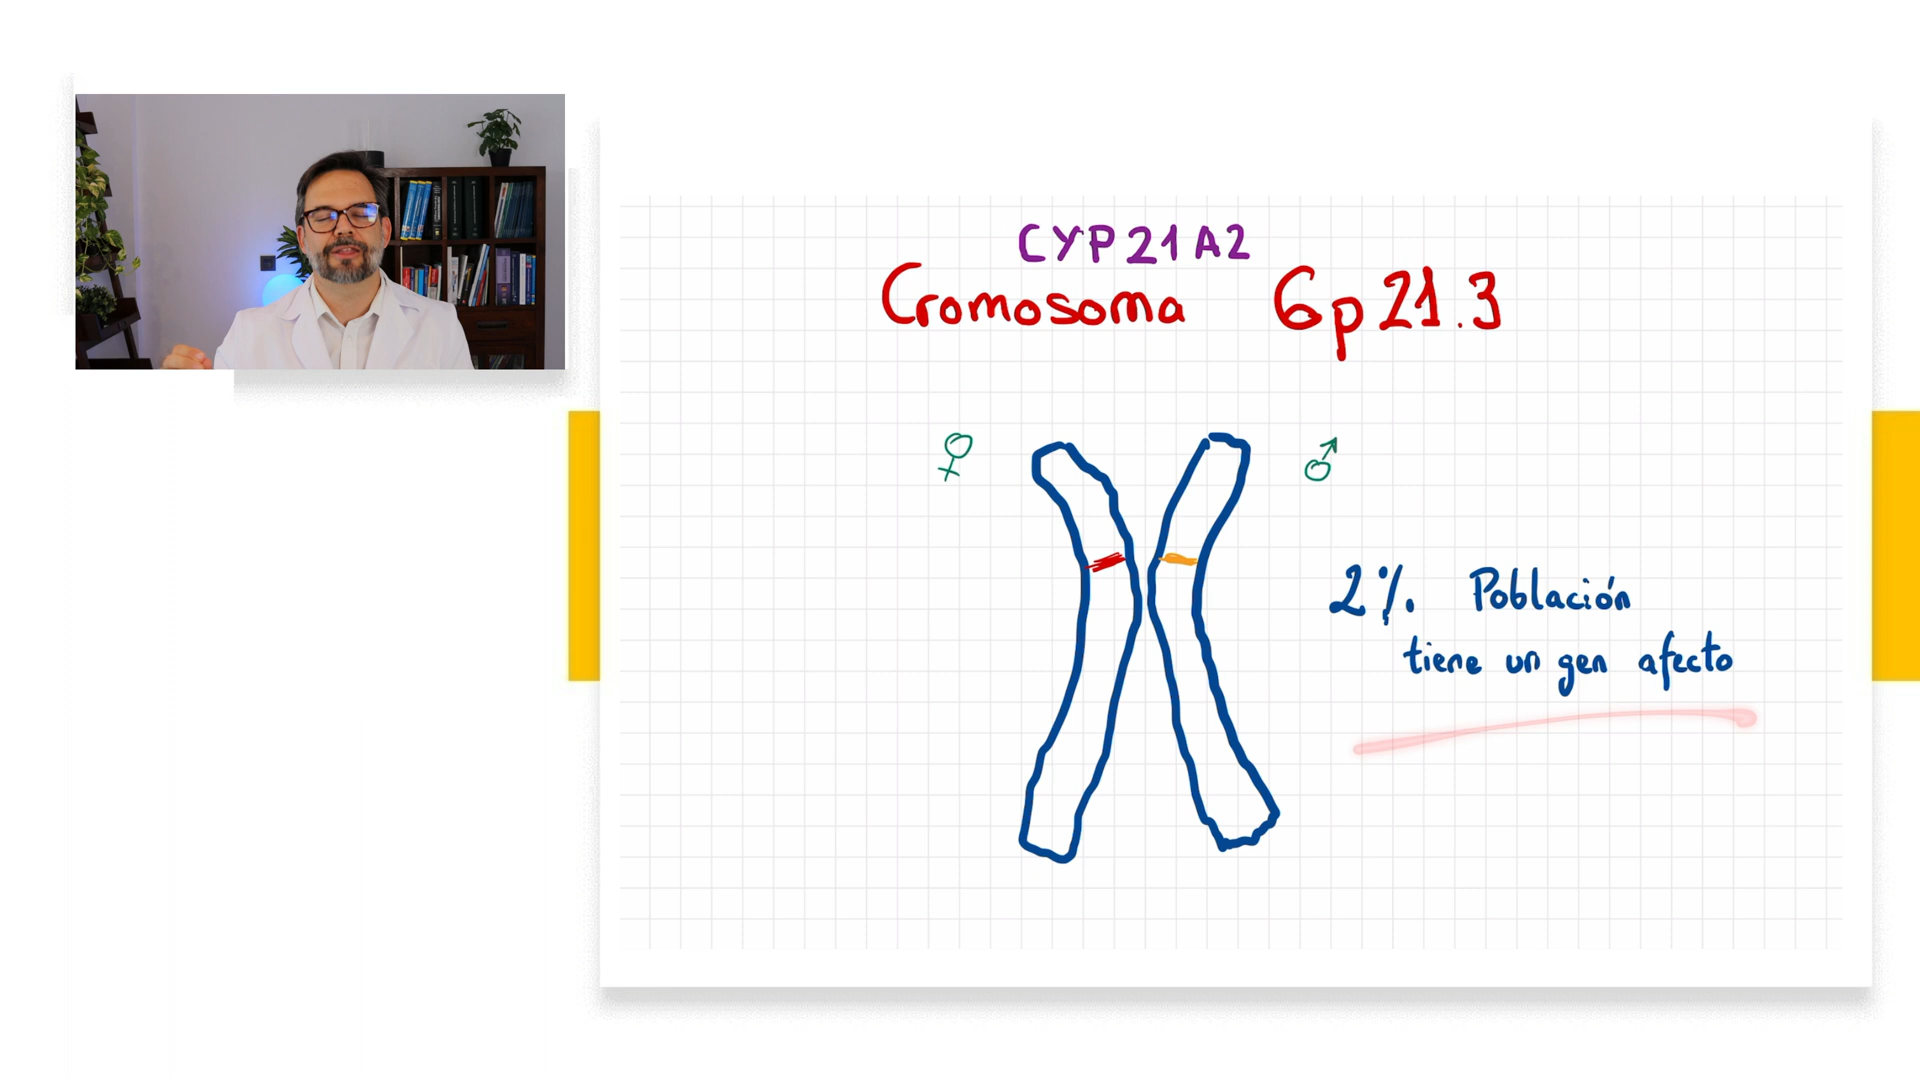 CYP21A2
Cromosoma 6p21.3
♀ ♂
2% Población
tiene un gen afecto